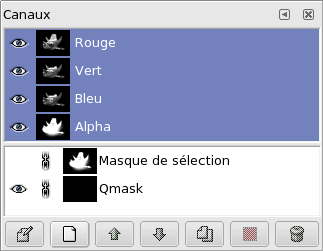 Canaux
Rouge
Vert
Bleu
Alpha
Masque de sélection
Qmask